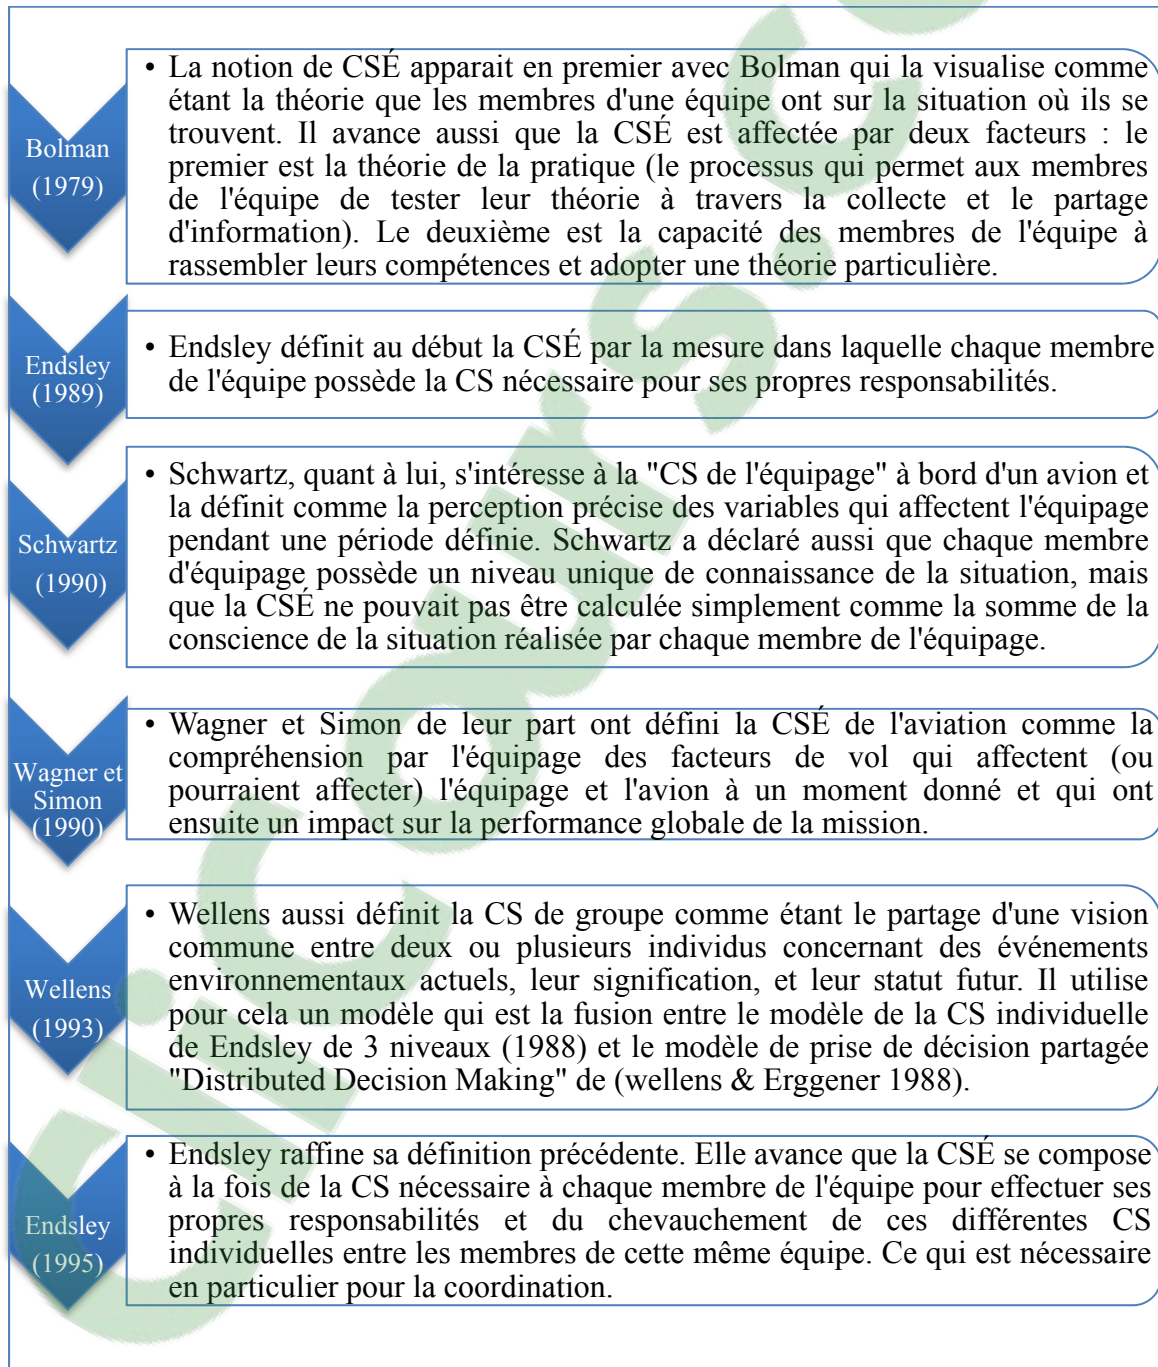 Bolman
(1979)
• La notion de CSÉ apparait en premier avec Bolman qui la visualise comme
étant la théorie que les membres d'une équipe ont sur la situation où ils se
trouvent. Il avance aussi que la CSÉ est affectée par deux facteurs : le
premier est la théorie de la pratique (le processus qui permet aux membres
de l'équipe de tester leur théorie à travers la collecte et le partage
d'information). Le deuxième est la capacité des membres de l'équipe à
rassembler leurs compétences et adopter une théorie particulière.
Endsley
(1989)
• Endsley définit au début la CSÉ par la mesure dans laquelle chaque membre
de l'équipe possède la CS nécessaire pour ses propres responsabilités.
Schwartz
(1990)
• Schwartz, quant à lui, s'intéresse à la "CS de l'équipage" à bord d'un avion et
la définit comme la perception précise des variables qui affectent l'équipage
pendant une période définie. Schwartz a déclaré aussi que chaque membre
d'équipage possède un niveau unique de connaissance de la situation, mais
que la CSÉ ne pouvait pas être calculée simplement comme la somme de la
conscience de la situation réalisée par chaque membre de l'équipage.
Wagner et
Simon
(1990)
• Wagner et Simon de leur part ont défini la CSÉ de l'aviation comme la
compréhension par l'équipage des facteurs de vol qui affectent (ou
pourraient affecter) l'équipage et l'avion à un moment donné et qui ont
ensuite un impact sur la performance globale de la mission.
Wellens
(1993)
• Wellens aussi définit la CS de groupe comme étant le partage d'une vision
commune entre deux ou plusieurs individus concernant des événements
environnementaux actuels, leur signification, et leur statut futur. Il utilise
pour cela un modèle qui est la fusion entre le modèle de la CS individuelle
de Endsley de 3 niveaux (1988) et le modèle de prise de décision partagée
"Distributed Decision Making" de (wellens & Erggener 1988).
Endsley
(1995)
• Endsley raffine sa définition précédente. Elle avance que la CSÉ se compose
à la fois de la CS nécessaire à chaque membre de l'équipe pour effectuer ses
propres responsabilités et du chevauchement de ces différentes CS
individuelles entre les membres de cette même équipe. Ce qui est nécessaire
en particulier pour la coordination.
CliCours.c